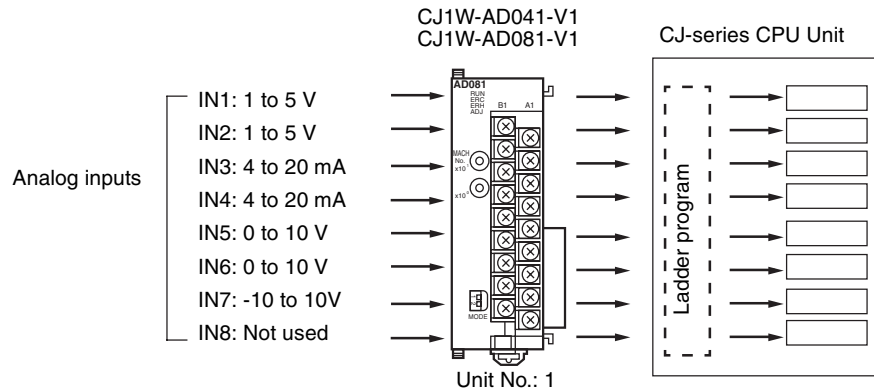 CJ1W-AD041-V1
CJ1W-AD081-V1
CJ-series CPU Unit
Analog inputs
IN1: 1 to 5 V
IN2: 1 to 5 V
IN3: 4 to 20 mA
IN4: 4 to 20 mA
IN5: 0 to 10 V
IN6: 0 to 10 V
IN7: -10 to 10V
IN8: Not used
AD081
RUN
ERC
ERH
ADJ
B1
A1
MACH
No.
MODE
Ladder program
Unit No.: 1